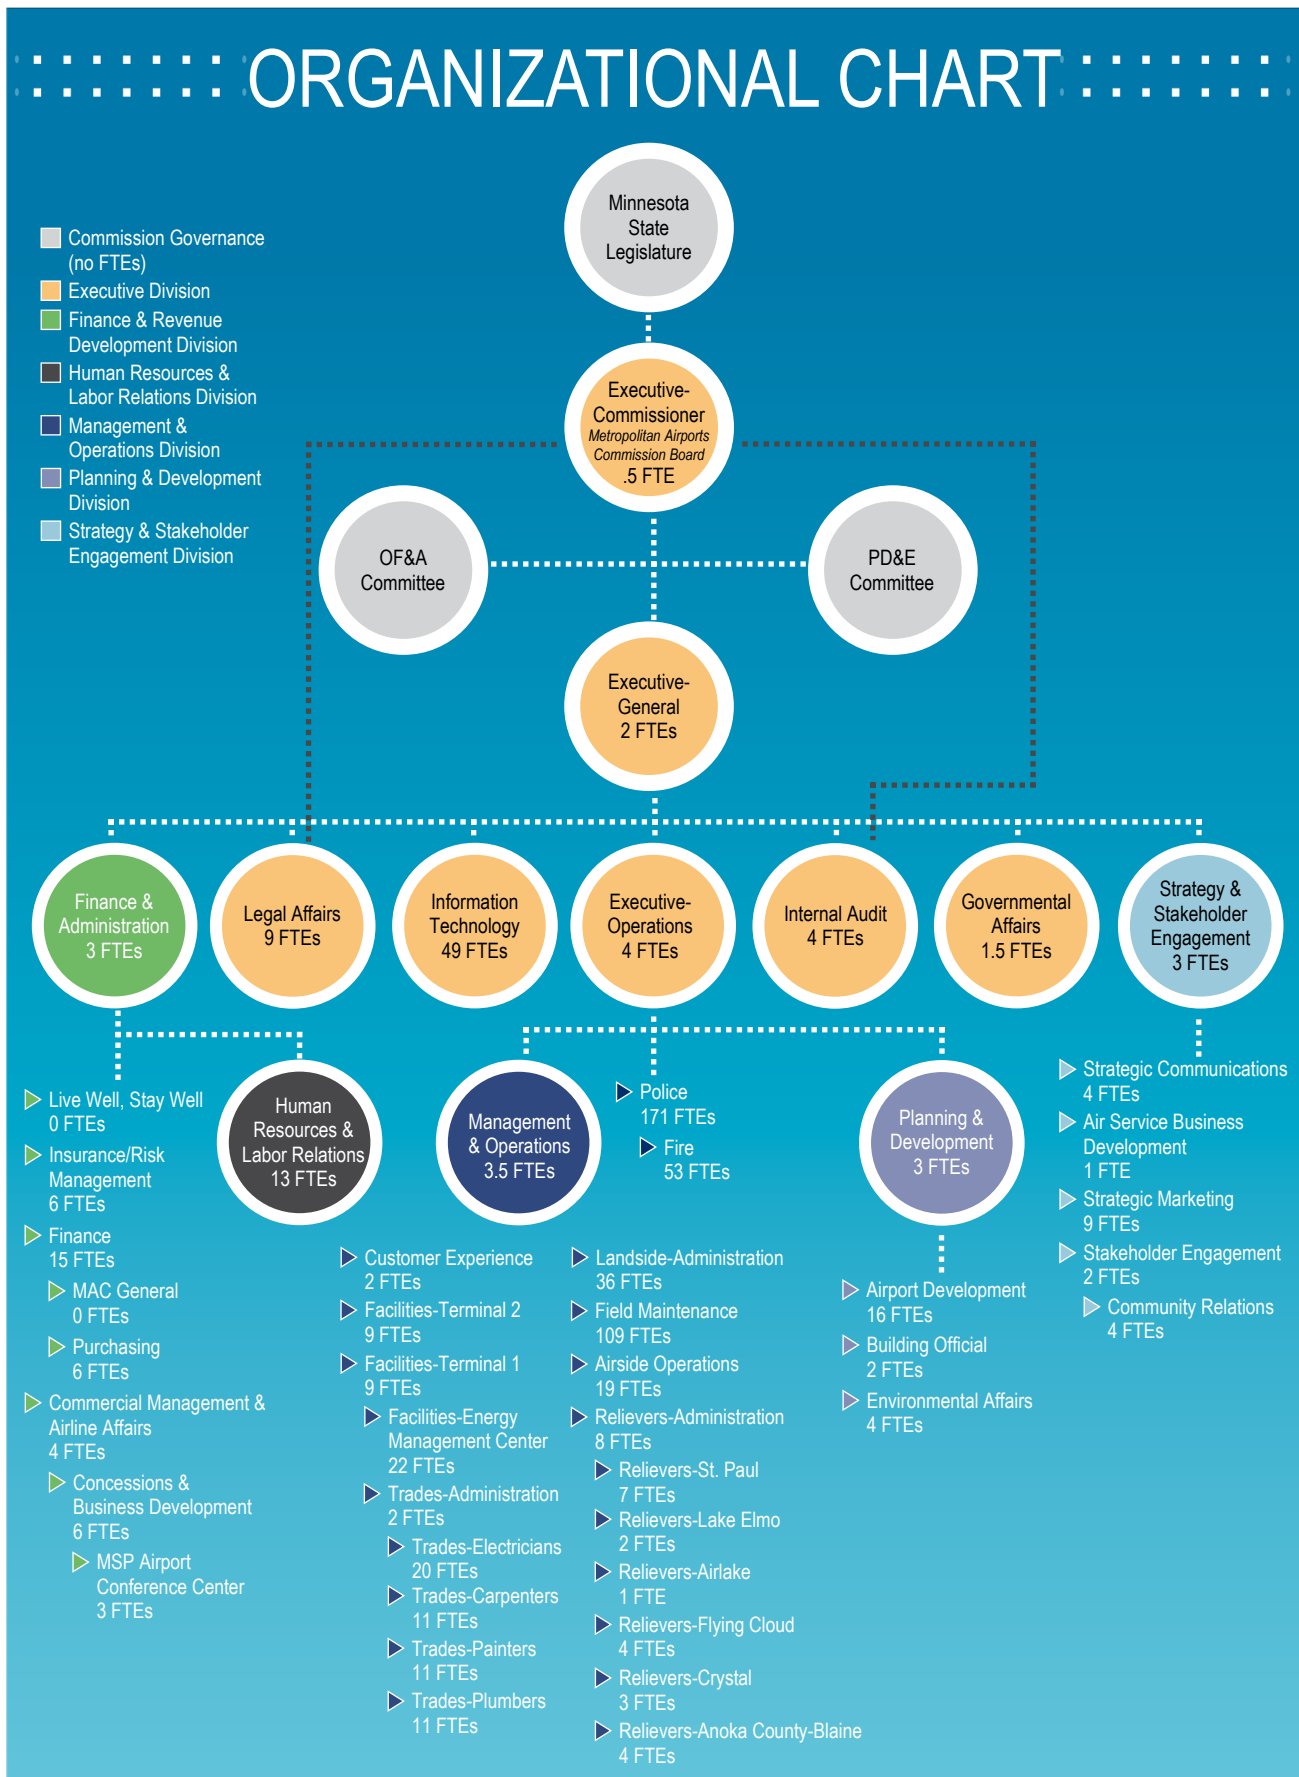 ORGANIZATIONAL CHART
Minnesota
State
Legislature
Commission Governance
(no FTEs)
Executive Division
Finance & Revenue
Development Division
Human Resources &
Labor Relations Division
Management &
Operations Division
Planning & Development
Division
Strategy & Stakeholder
Engagement Division
Executive-
Commissioner
Metropolitan Airports
Commission Board
.5 FTE
OF&A
Committee
PD&E
Committee
Executive-
General
2 FTEs
Finance &
Administration
3 FTEs
Legal Affairs
9 FTEs
Information
Technology
49 FTEs
Executive-
Operations
4 FTEs
Internal Audit
4 FTEs
Governmental
Affairs
1.5 FTEs
Strategy &
Stakeholder
Engagement
3 FTEs
Live Well, Stay Well
0 FTEs
Insurance/Risk
Management
6 FTEs
Finance
15 FTEs
MAC General
0 FTEs
Purchasing
6 FTEs
Commercial Management &
Airline Affairs
4 FTEs
Concessions &
Business Development
6 FTEs
MSP Airport
Conference Center
3 FTEs
Human
Resources &
Labor Relations
13 FTEs
Management
& Operations
3.5 FTEs
Police
171 FTEs
Fire
53 FTEs
Planning &
Development
3 FTEs
Customer Experience
2 FTEs
Facilities-Terminal 2
9 FTEs
Facilities-Terminal 1
9 FTEs
Facilities-Energy
Management Center
22 FTEs
Trades-Administration
2 FTEs
Trades-Electricians
20 FTEs
Trades-Carpenters
11 FTEs
Trades-Painters
11 FTEs
Trades-Plumbers
11 FTEs
Landside-Administration
36 FTEs
Field Maintenance
109 FTEs
Airside Operations
19 FTEs
Relievers-Administration
8 FTEs
Relievers-St. Paul
7 FTEs
Relievers-Lake Elmo
2 FTEs
Relievers-Airlake
1 FTE
Relievers-Flying Cloud
4 FTEs
Relievers-Crystal
3 FTEs
Relievers-Anoka County-Blaine
4 FTEs
Airport Development
16 FTEs
Building Official
2 FTEs
Environmental Affairs
4 FTEs
Strategic Communications
4 FTEs
Air Service Business
Development
1 FTE
Strategic Marketing
9 FTEs
Stakeholder Engagement
2 FTEs
Community Relations
4 FTEs